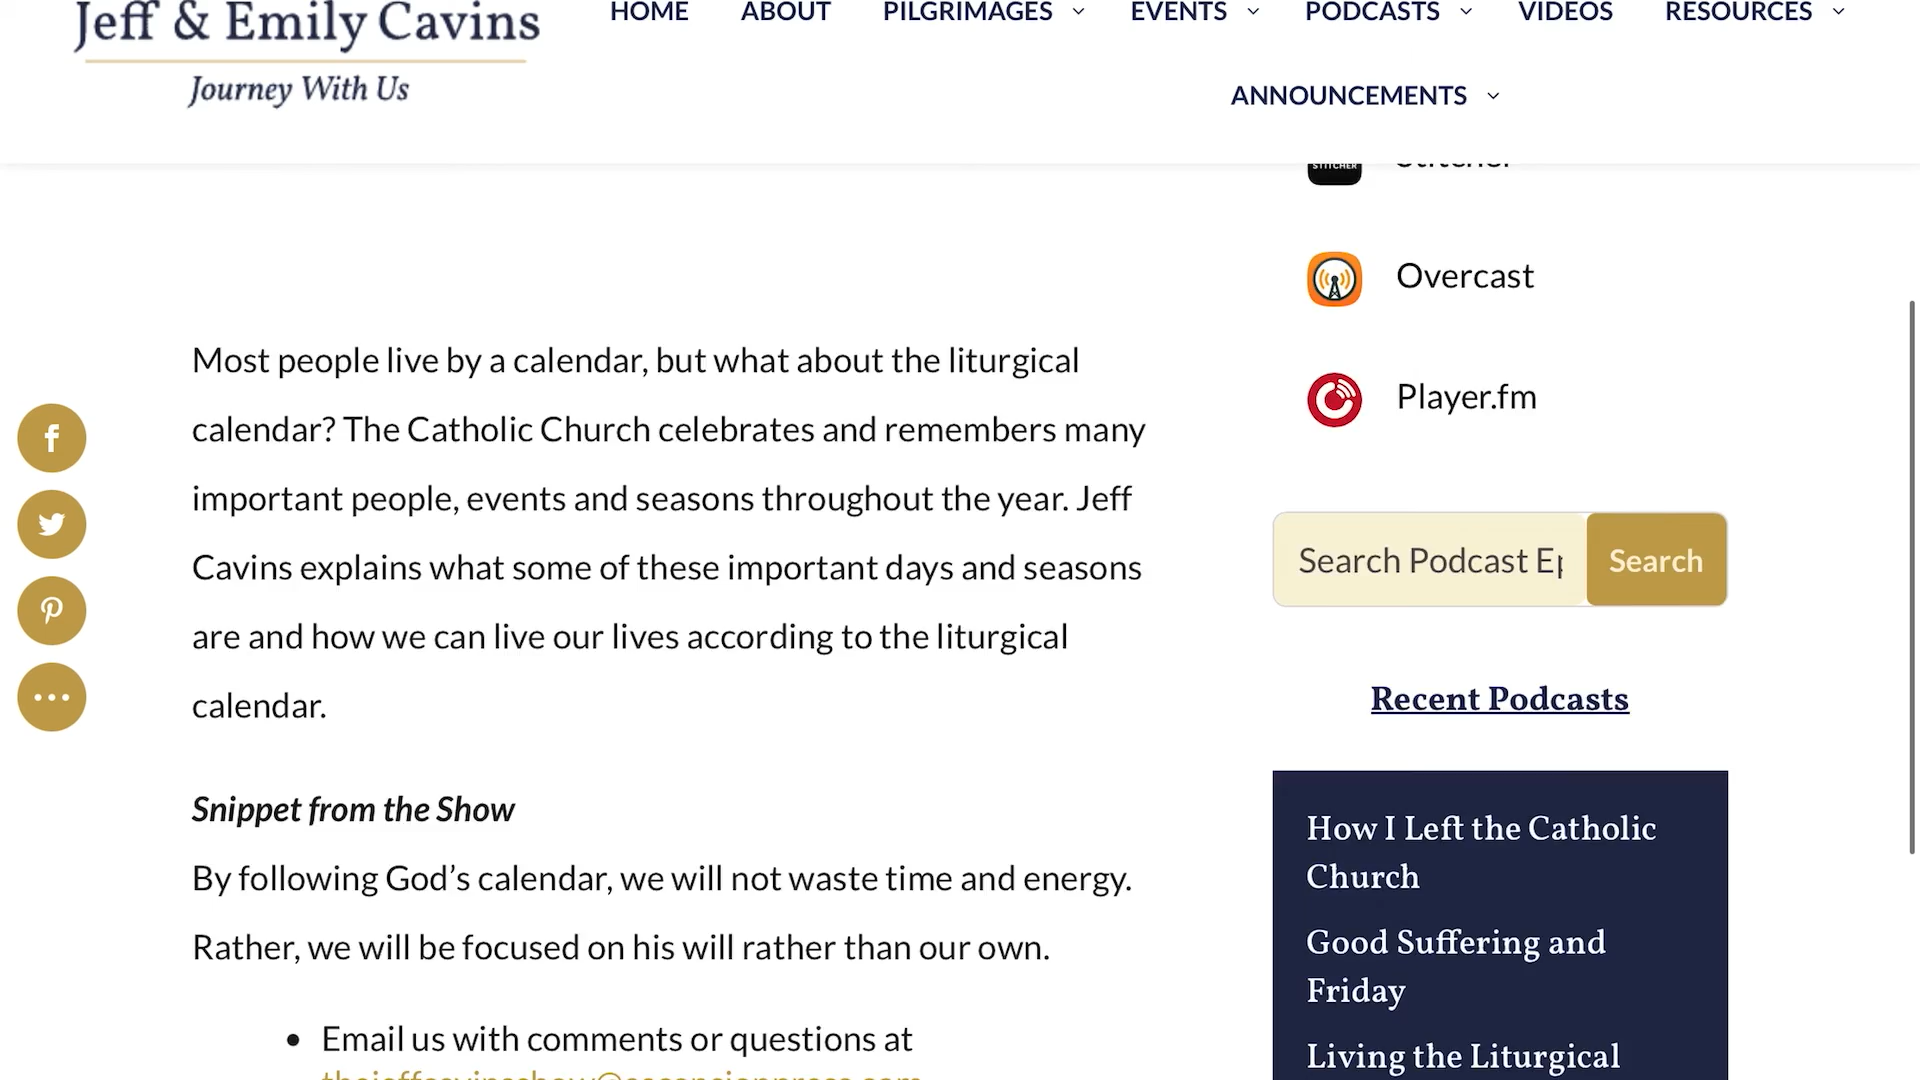 Jeff & Emily Cavins
Journey With Us
HOME ABOUT PILGRIMAGES EVENTS PODCASTS VIDEOS RESOURCES
ANNOUNCEMENTS
STITCHER Stitcher
Overcast
Player.fm
Most people live by a calendar, but what about the liturgical
calendar? The Catholic Church celebrates and remembers many
important people, events and seasons throughout the year. Jeff
Cavins explains what some of these important days and seasons
are and how we can live our lives according to the liturgical
calendar.
Snippet from the Show
By following God’s calendar, we will not waste time and energy.
Rather, we will be focused on his will rather than our own.
• Email us with comments or questions at
thejeffcavinsshow@ascensionpress.com
Search Podcast Ep
Search
Recent Podcasts
How I Left the Catholic
Church
Good Suffering and
Friday
Living the Liturgical